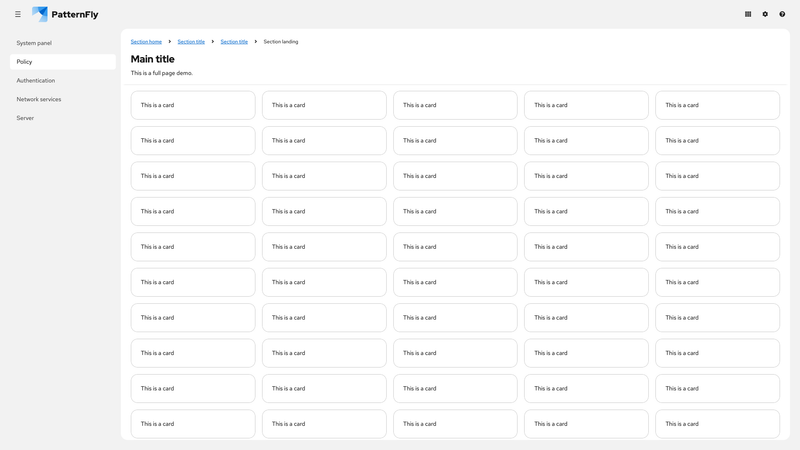 PatternFly
System panel
Policy
Authentication
Network services
Server
Section home Section title Section title Section landing
Main title
This is a full page demo.
This is a card This is a card This is a card This is a card This is a card
This is a card This is a card This is a card This is a card This is a card
This is a card This is a card This is a card This is a card This is a card
This is a card This is a card This is a card This is a card This is a card
This is a card This is a card This is a card This is a card This is a card
This is a card This is a card This is a card This is a card This is a card
This is a card This is a card This is a card This is a card This is a card
This is a card This is a card This is a card This is a card This is a card
This is a card This is a card This is a card This is a card This is a card
This is a card This is a card This is a card This is a card This is a card